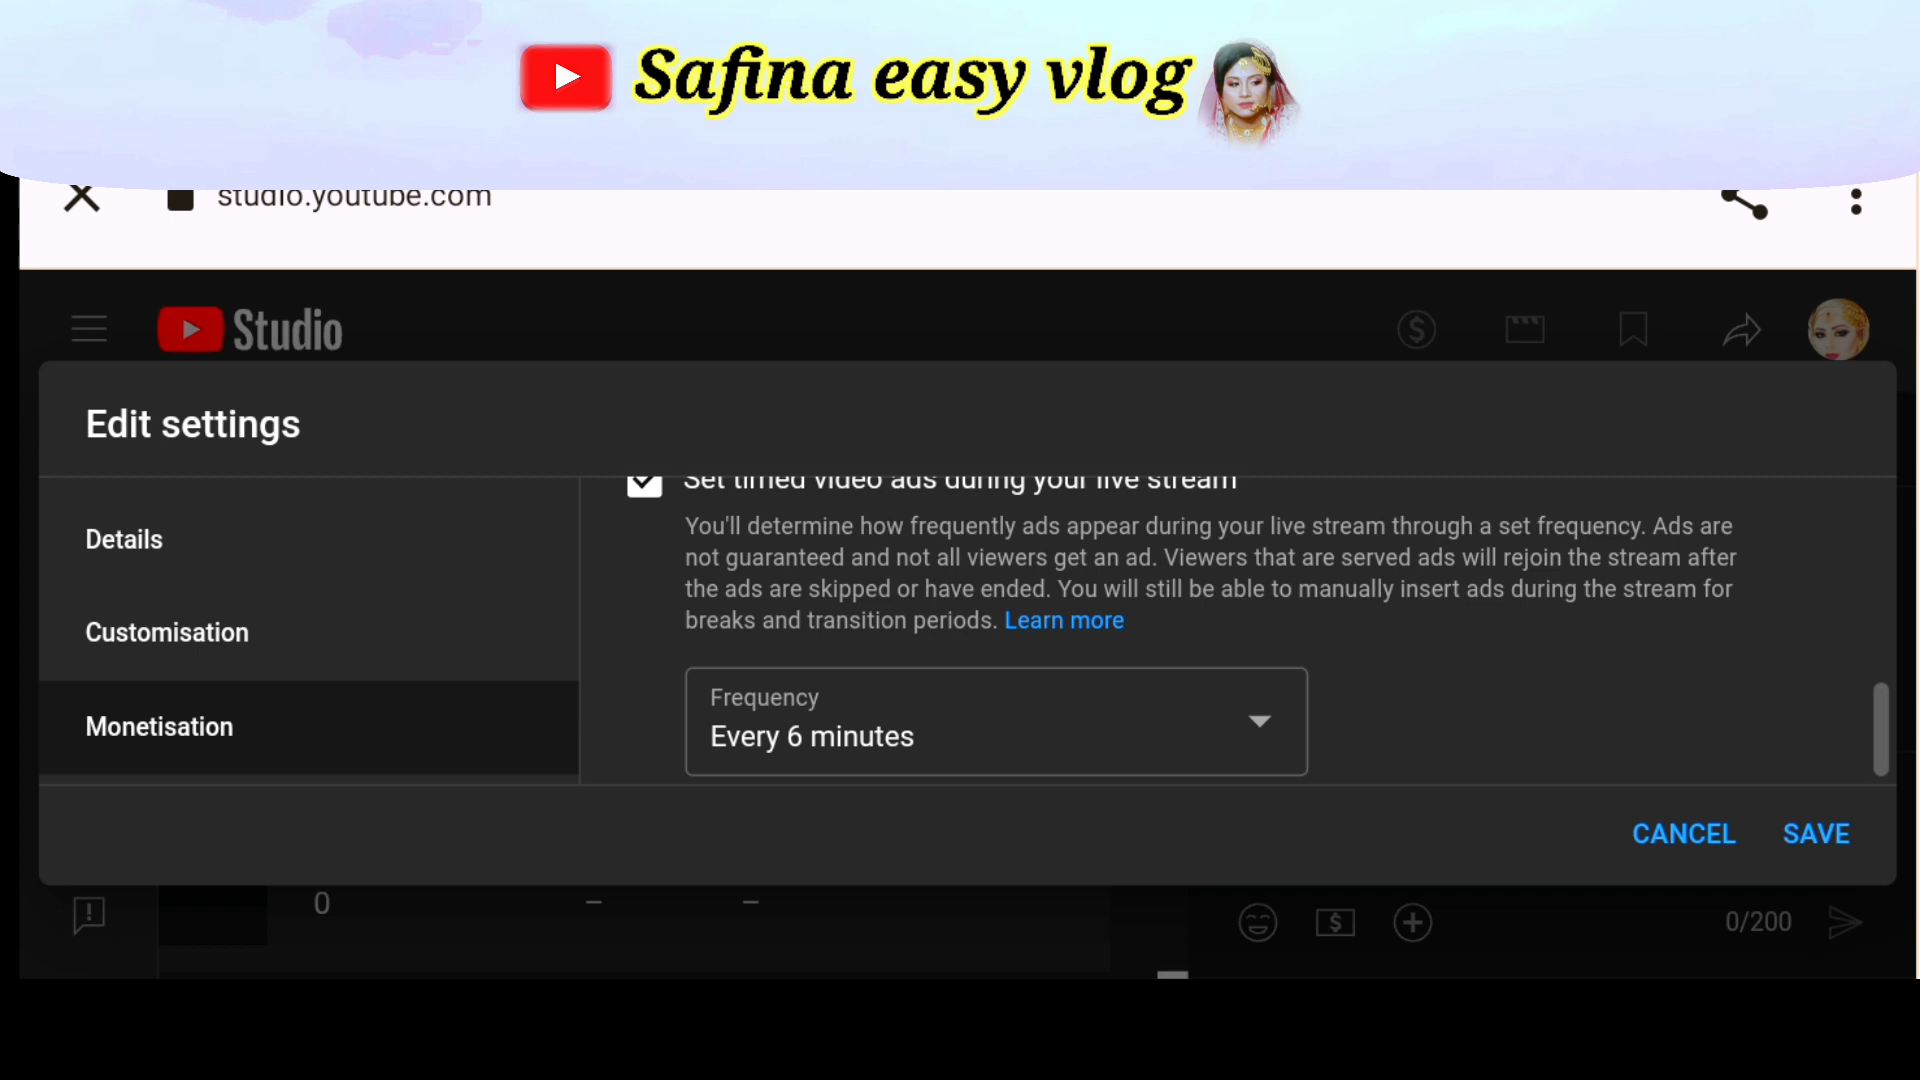 Safina easy vlog
studio.youtube.com
Studio
Edit settings
Set timed video ads during your live stream
Details
You'll determine how frequently ads appear during your live stream through a set frequency. Ads are
not guaranteed and not all viewers get an ad. Viewers that are served ads will rejoin the stream after
the ads are skipped or have ended. You will still be able to manually insert ads during the stream for
breaks and transition periods. Learn more
Customisation
Monetisation
Frequency
Every 6 minutes
CANCEL SAVE
0 – –
0/200